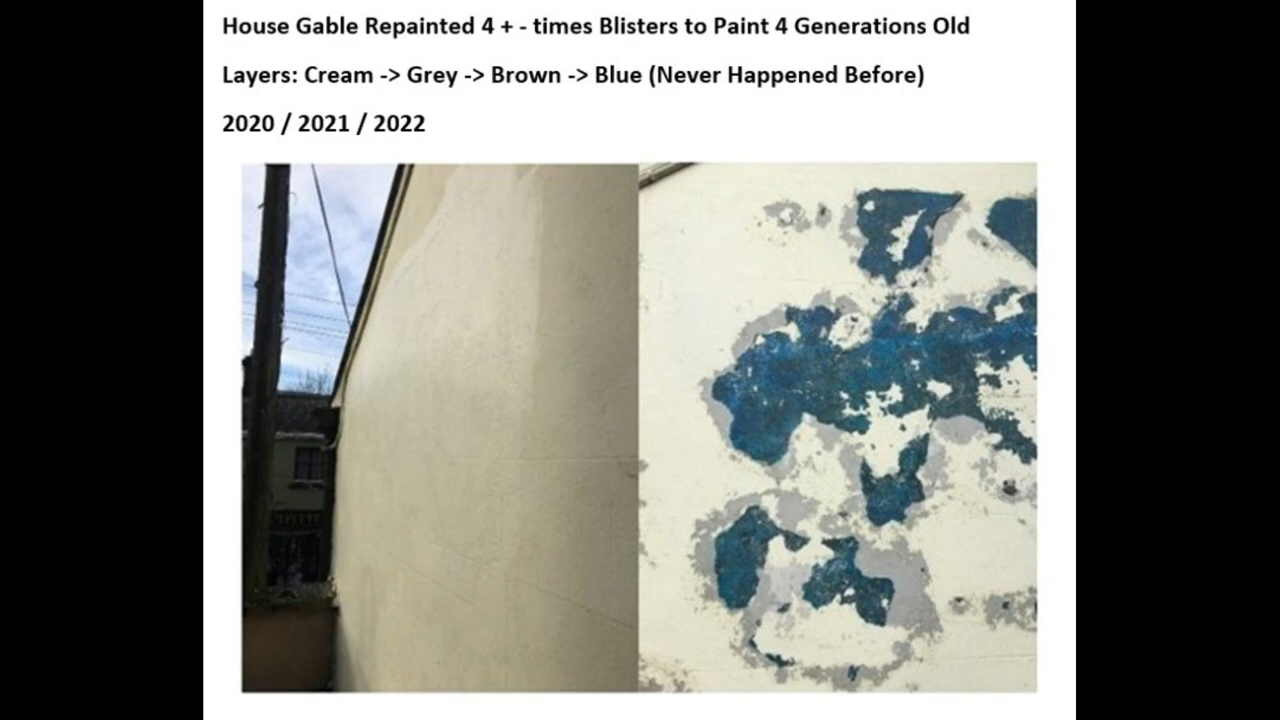 House Gable Repainted 4 + - times Blisters to Paint 4 Generations Old
Layers: Cream -> Grey -> Brown -> Blue (Never Happened Before)
2020 / 2021 / 2022